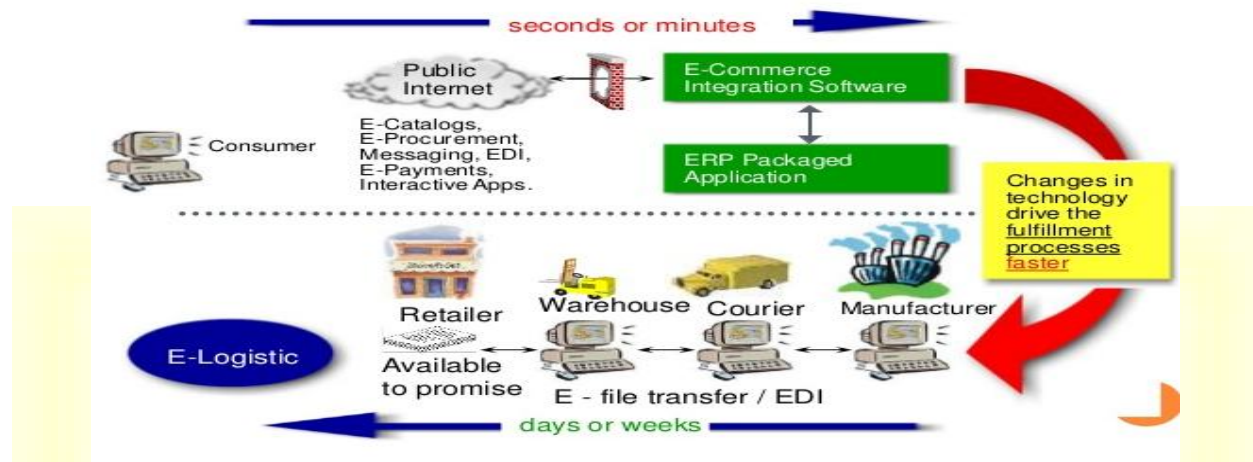 seconds or minutes
Public
Internet
E-Commerce
Integration Software
Consumer
E-Catalogs,
E-Procurement,
Messaging, EDI,
E-Payments,
Interactive Apps.
ERP Packaged
Application
Changes in
technology
drive the
fulfillment
processes
faster
Retailer
Warehouse
Courier
Manufacturer
E-Logistic
Available
to promise
E - file transfer / EDI
days or weeks